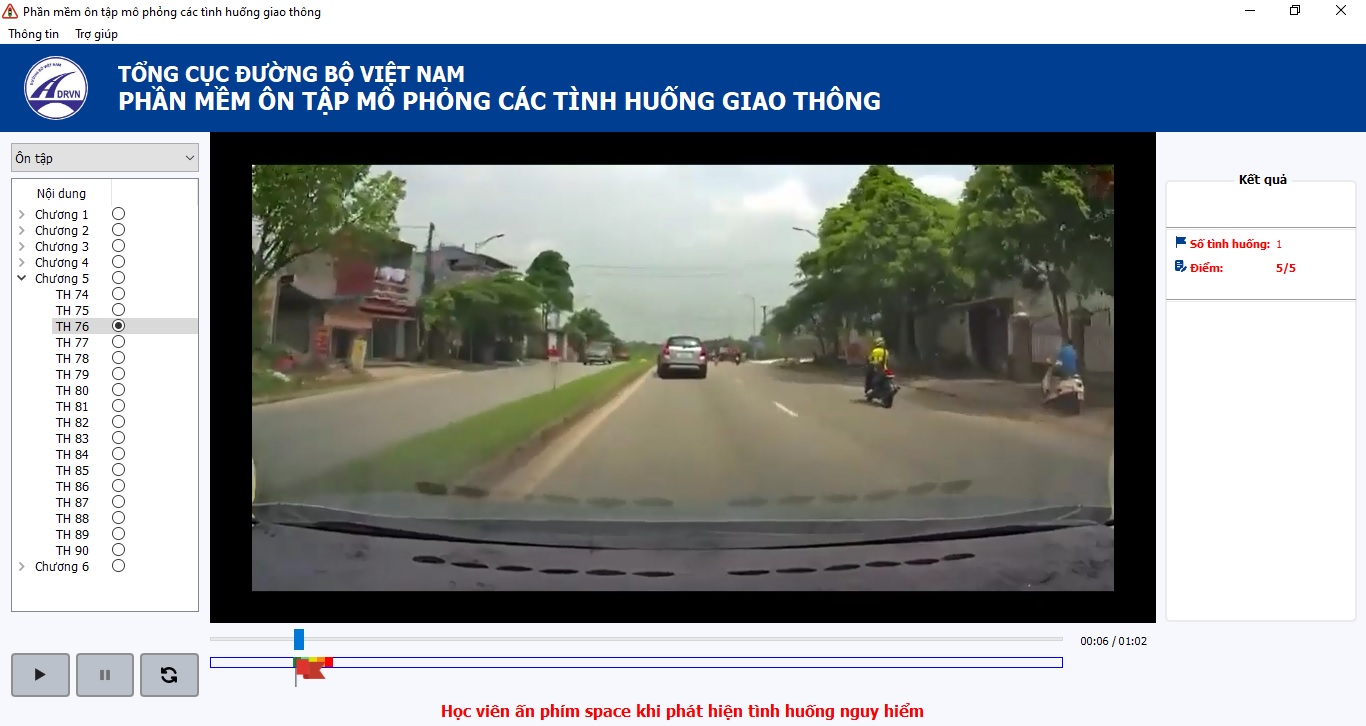 Phần mềm ôn tập mô phỏng các tình huống giao thông
Thông tin Trợ giúp
ĐƯỜNG BỘ VIỆT NAM
DRVN
TỔNG CỤC ĐƯỜNG BỘ VIỆT NAM
PHẦN MỀM ÔN TẬP MÔ PHỎNG CÁC TÌNH HUỐNG GIAO THÔNG
Ôn tập
Nội dung
Chương 1
Chương 2
Chương 3
Chương 4
Chương 5
TH 74
TH 75
TH 76
TH 77
TH 78
TH 79
TH 80
TH 81
TH 82
TH 83
TH 84
TH 85
TH 86
TH 87
TH 88
TH 89
TH 90
Chương 6
Kết quả
Số tình huống: 1
Điểm: 5/5
00:06 / 01:02
Học viên ấn phím space khi phát hiện tình huống nguy hiểm